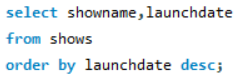 select showname,launchdate
from shows
order by launchdate desc;